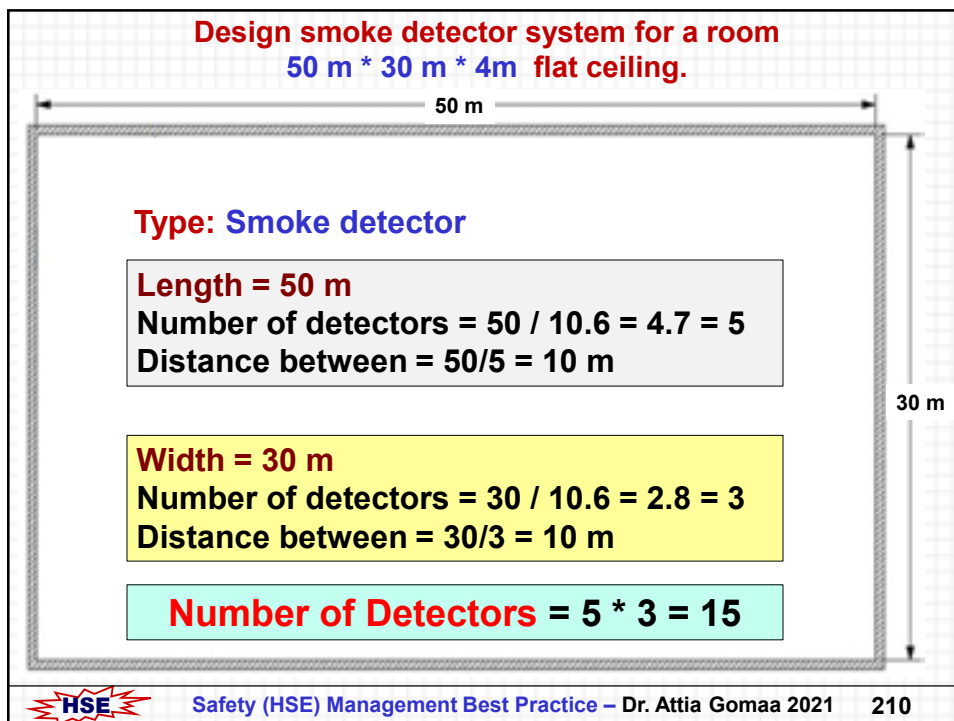 Design smoke detector system for a room
50 m * 30 m * 4m flat ceiling.
50 m
Type: Smoke detector
Length = 50 m
Number of detectors = 50 / 10.6 = 4.7 = 5
Distance between = 50/5 = 10 m
30 m
Width = 30 m
Number of detectors = 30 / 10.6 = 2.8 = 3
Distance between = 30/3 = 10 m
Number of Detectors = 5 * 3 = 15
HSE
Safety (HSE) Management Best Practice – Dr. Attia Gomaa 2021 210